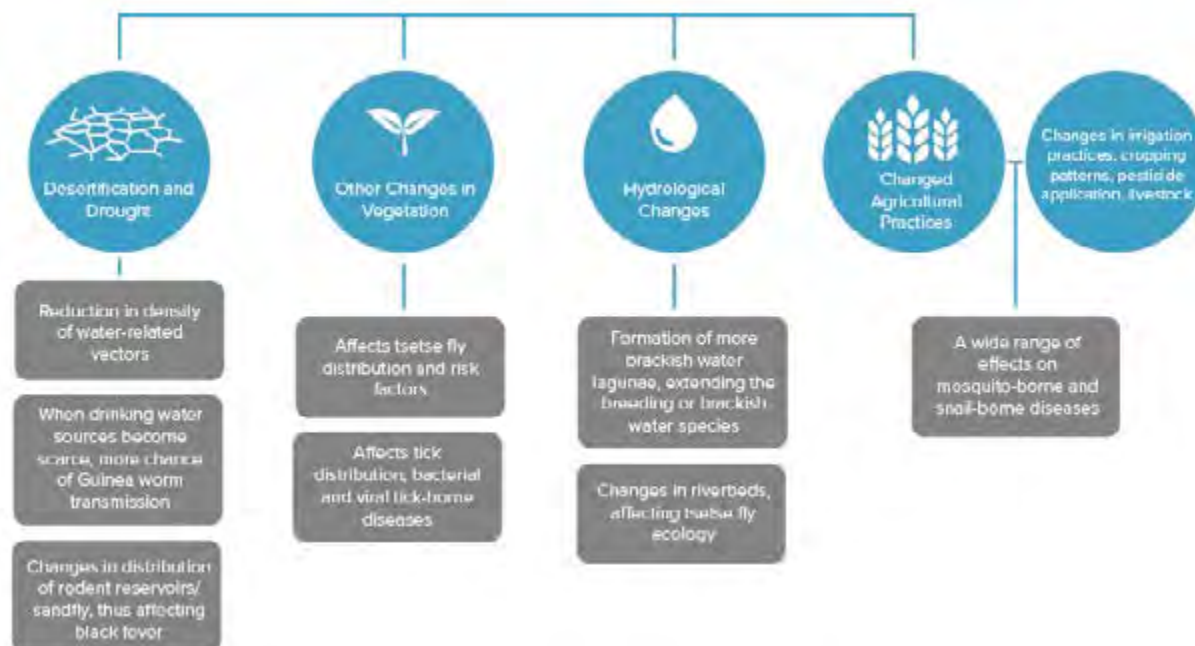 Desertification and
Drought
Other Changes in
Vegetation
Hydrological
Changes
Changed
Agricultural
Practices
Changes in irrigation
practices, cropping
patterns, pesticide
application, livestock
Reduction in density
of water-related
vectors
When drinking water
sources become
scarce, more chance
of Guinea worm
transmission
Changes in distribution
of rodent reservoirs/
sandfly, thus affecting
black fever
Affects tsetse fly
distribution and risk
factors
Affects tick
distribution, bacterial
and viral tick-borne
diseases
Formation of more
brackish water
lagunae, extending the
breeding or brackish
water species
Changes in riverbeds,
affecting tsetse fly
ecology
A wide range of
effects on
mosquito-borne and
snail-borne diseases